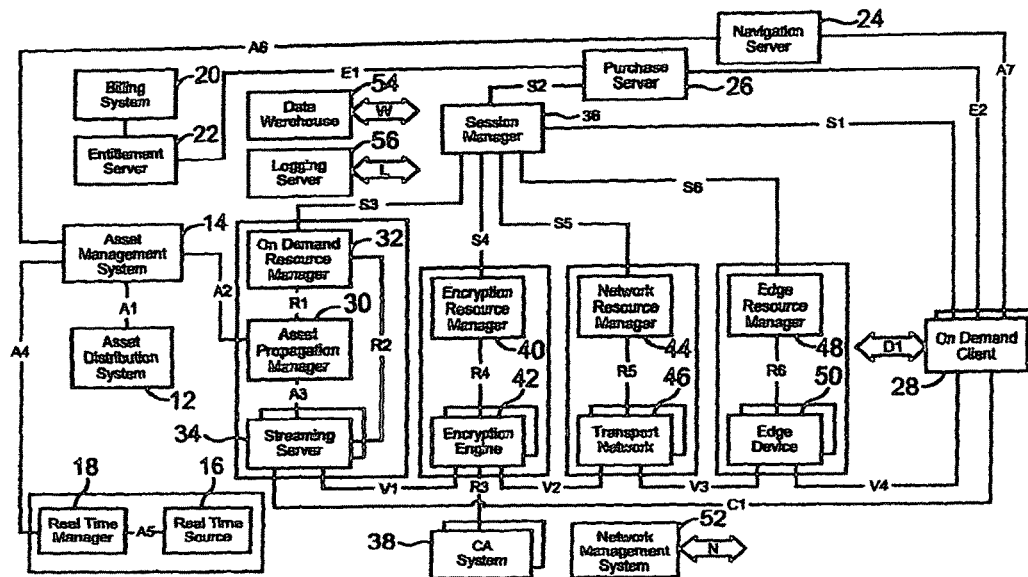 24
Navigation
Server
A6
20
E1
Purchase
Server
26
A7
Billing
System
54
S2
E2
Data
Warehouse
W
36
Session
Manager
S1
22
56
Entitlement
Server
Logging
Server
L
S6
S3
14
S5
Asset
Management
System
32
On Demand
Resource
Manager
S4
A2
A1
R1
30
Encryption
Resource
Manager
Network
Resource
Manager
Edge
Resource
Manager
A4
Asset
Distribution
System
Asset
Propagation
Manager
R2
40
44
48
D1
On Demand
Client
28
12
A3
R4
42
R5
46
R6
50
34
Streaming
Server
Encryption
Engine
Transport
Network
Edge
Device
18
16
V1
R3
V2
V3
V4
C1
Real Time
Manager
A5
Real Time
Source
38
CA
System
52
Network
Management
System
N